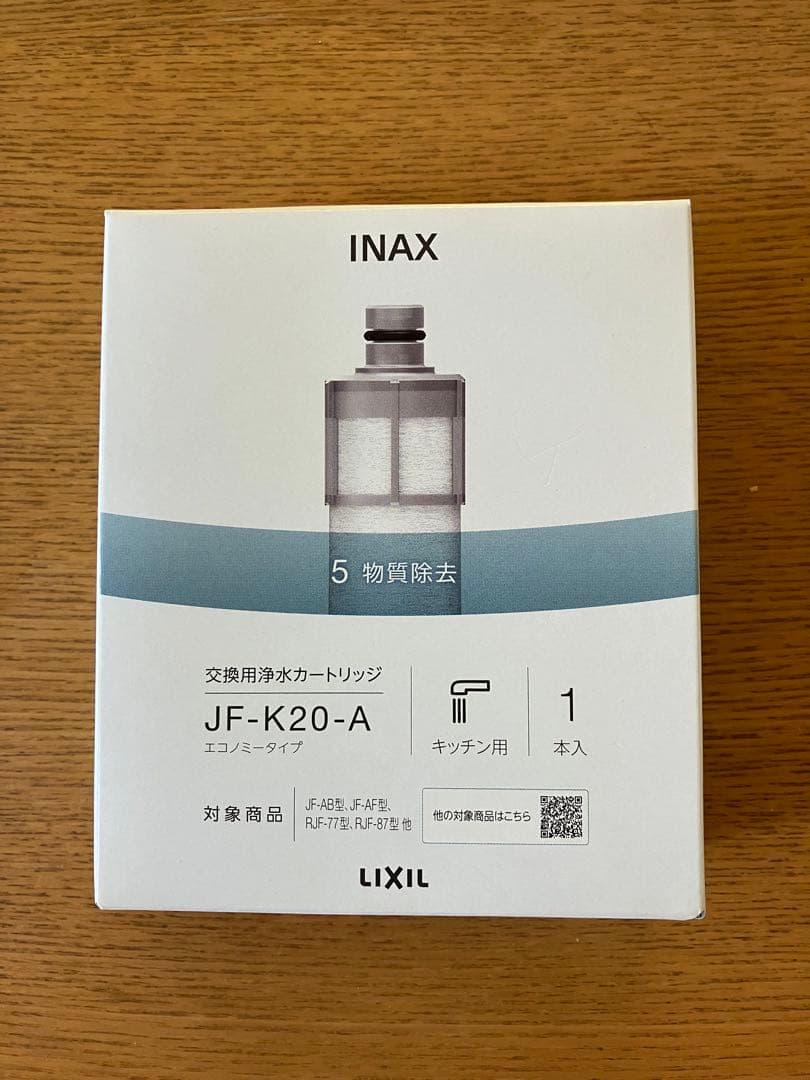 INAX
5 物質除去
交換用浄水カートリッジ
JF-K20-A
エコノミータイプ
キッチン用
1
本入
対象商品
JF-AB型、JF-AF型、
RJF-77型、RJF-87型 他
他の対象商品はこちら
LIXIL